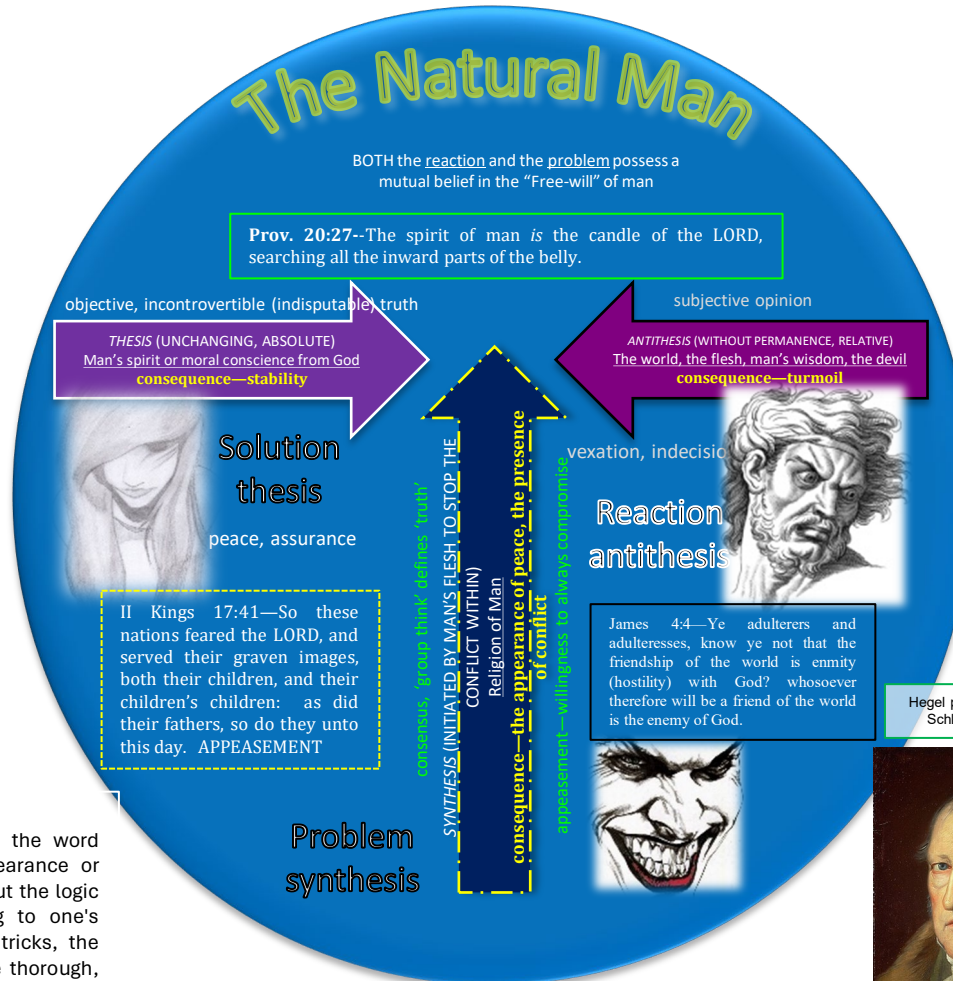 The Natural Man
BOTH the reaction and the problem possess a
mutual belief in the “Free-will” of man
Prov. 20:27--The spirit of man is the candle of the LORD,
searching all the inward parts of the belly.
objective, incontrovertible (indisputable) truth
THESIS (UNCHANGING, ABSOLUTE)
Man’s spirit or moral conscience from God
consequence—stability
subjective opinion
ANTITHESIS (WITHOUT PERMANENCE, RELATIVE)
The world, the flesh, man’s wisdom, the devil
consequence—turmoil
Solution
thesis
peace, assurance
vexation, indecisio
Reaction
antithesis
II Kings 17:41—So these
nations feared the LORD, and
served their graven images,
both their children, and their
children’s children: as did
their fathers, so do they unto
this day. APPEASEMENT
consensus, ‘group think’ defines ‘truth’
SYNTHESIS (INITIATED BY MAN’S FLESH TO STOP THE
CONFLICT WITHIN)
Religion of Man
consequence—the appearance of peace, the presence
of conflict
appeasement—willingness to always compromise
James 4:4—Ye adulterers and
adulteresses, know ye not that the
friendship of the world is enmity
(hostility) with God? whosoever
therefore will be a friend of the world
is the enemy of God.
Problem
synthesis
Hegel p
Schl
the word
earance or
ut the logic
g to one's
tricks, the
thorough,